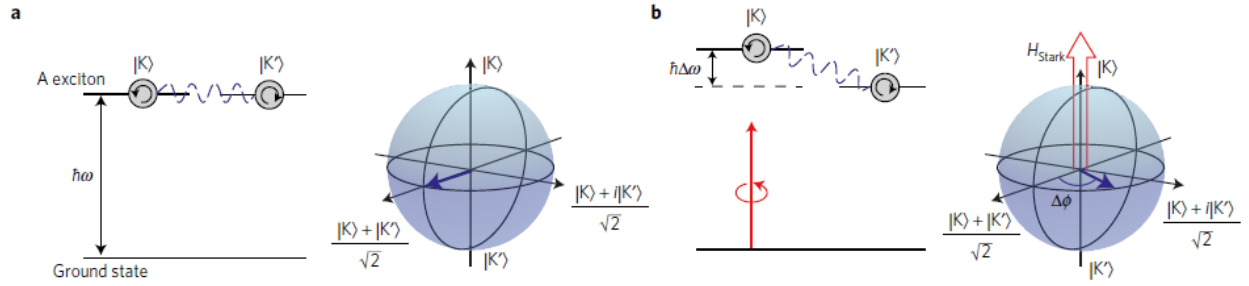 a
|K⟩ |K′⟩
A exciton
ħω
Ground state
|K⟩
|K⟩ + |K′⟩
√2
|K⟩ + i|K′⟩
√2
|K′⟩
b
|K⟩
|K′⟩
ħΔω
H_Stark
|K⟩
Δϕ
|K⟩ + |K′⟩
√2
|K⟩ + i|K′⟩
√2
|K′⟩